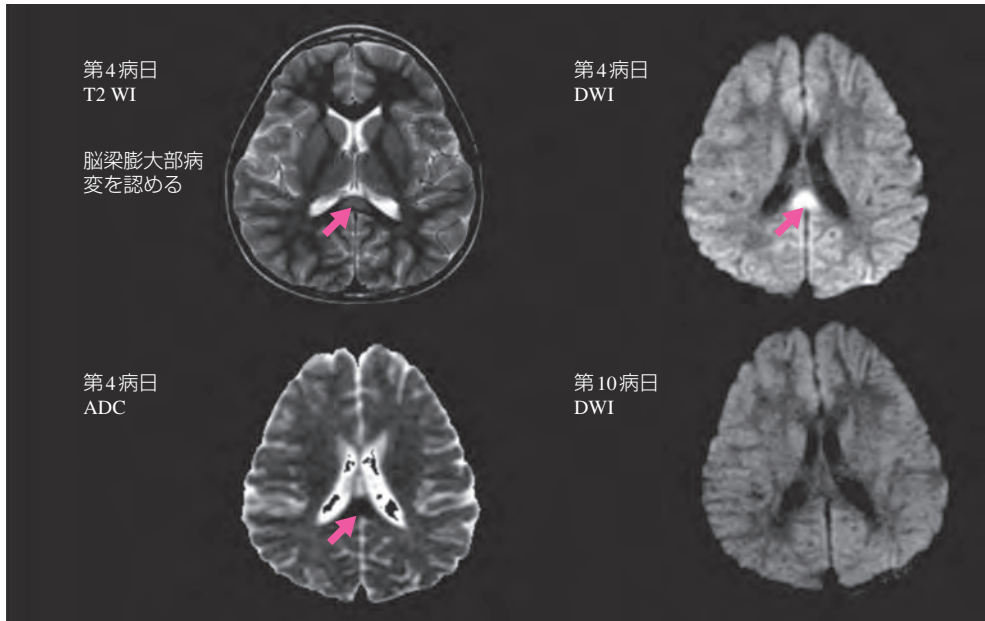 第4病日
T2 WI
脳梁膨大部病
変を認める
第4病日
DWI
第4病日
ADC
第10病日
DWI